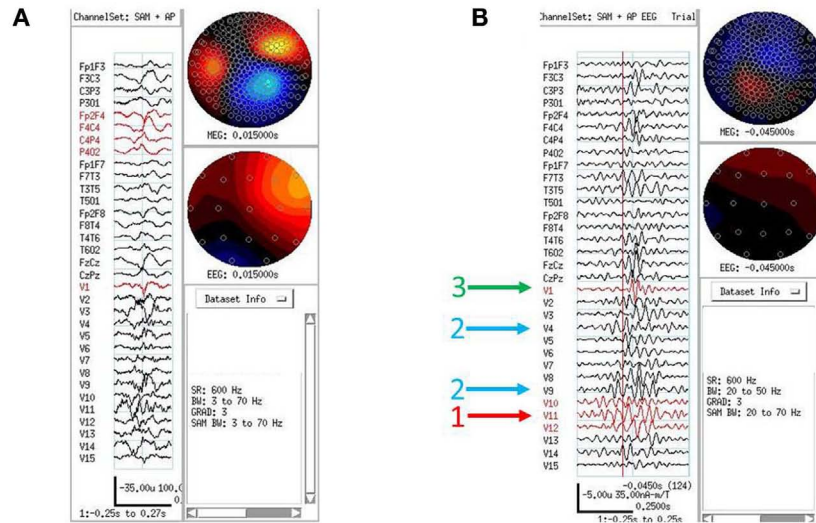 A
ChannelSet: SAM + AP
Fp1F3
F3C3
C3P3
P3O1
Fp2F4
F4C4
C4P4
P4O2
Fp1F7
F7T3
T3T5
T5O1
Fp2F8
F8T4
T4T6
T6O2
FzCz
CzPz
V1
V2
V3
V4
V5
V6
V7
V8
V9
V10
V11
V12
V13
V14
V15
-35.00u 100.0
0.
1:-0.25s to 0.27s
MEG: 0.015000s
EEG: 0.015000s
Dataset Info
SR: 600 Hz
BW: 3 to 70 Hz
GRAD: 3
SAM BW: 3 to 70 Hz
B
ChannelSet: SAM + AP EEG Trial
Fp1F3
F3C3
C3P3
P3O1
Fp2F4
F4C4
C4P4
P4O2
Fp1F7
F7T3
T3T5
T5O1
Fp2F8
F8T4
T4T6
T6O2
FzCz
CzPz
3
V1
V2
V3
2
V4
V5
V6
V7
V8
2
V9
V10
1
V11
V12
V13
V14
V15
-0.0450s (124)
-5.00u 35.00nA-m/T
0.2500s
1:-0.25s to 0.25s
MEG: -0.045000s
EEG: -0.045000s
Dataset Info
SR: 600 Hz
BW: 20 to 50 Hz
GRAD: 3
SAM BW: 20 to 70 Hz